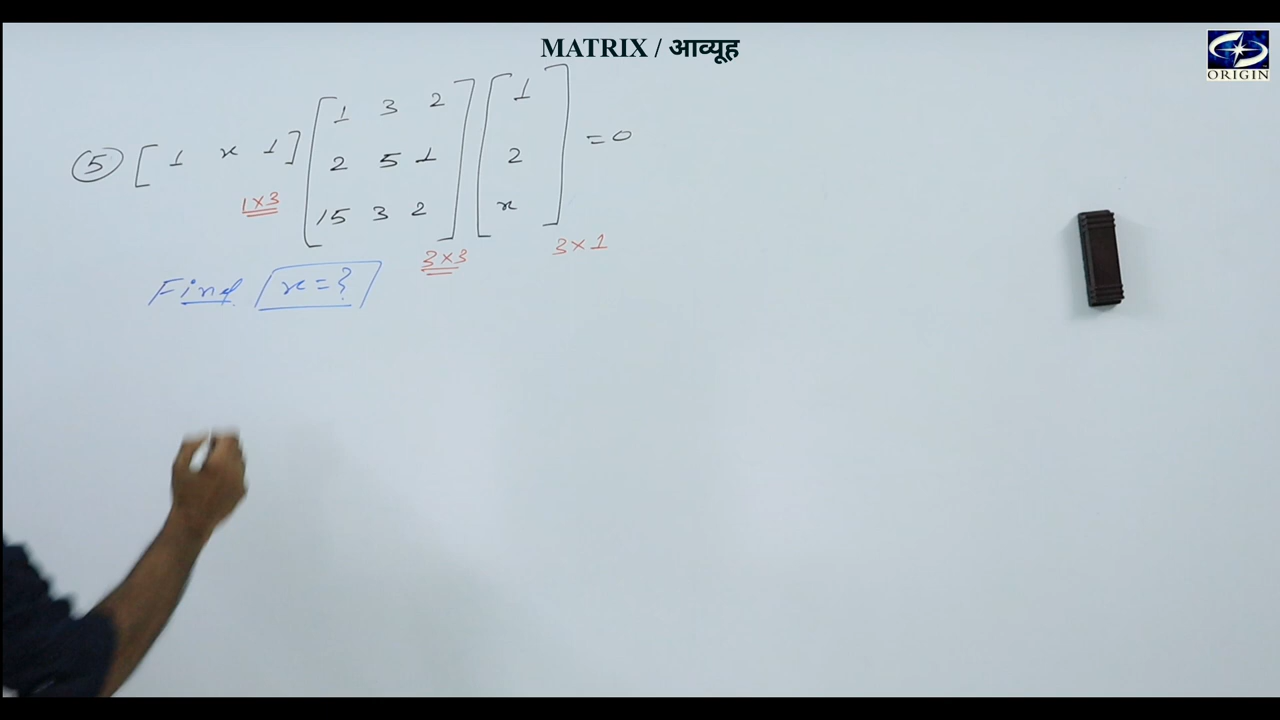 MATRIX / आव्यूह
ORIGIN
⑤ [ 1 x 1 ] [ 1 3 2 ] [ 1 ] = 0
2 5 1 2
15 3 2 x
1×3 3×3 3×1
Find x = ?